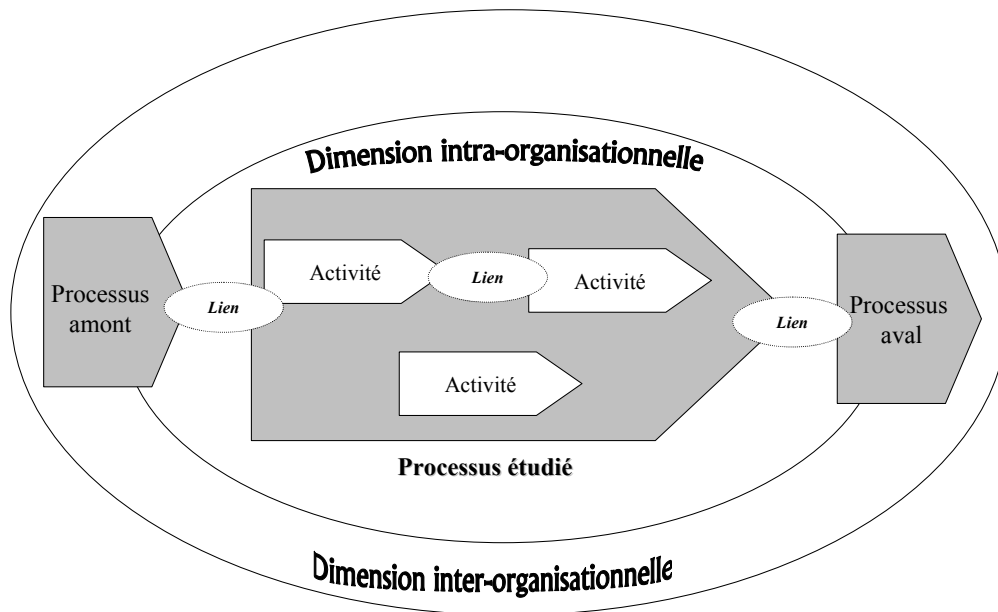 Dimension intra-organisationnelle
Processus
amont
Lien
Activité
Lien
Activité
Activité
Lien
Processus
aval
Processus étudié
Dimension inter-organisationnelle